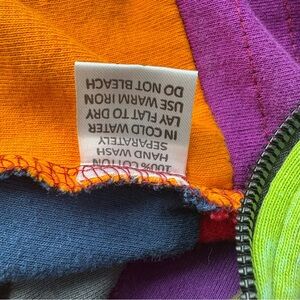 100% COTTON
HAND WASH
SEPARATELY
IN COLD WATER
LAY FLAT TO DRY
USE WARM IRON
DO NOT BLEACH